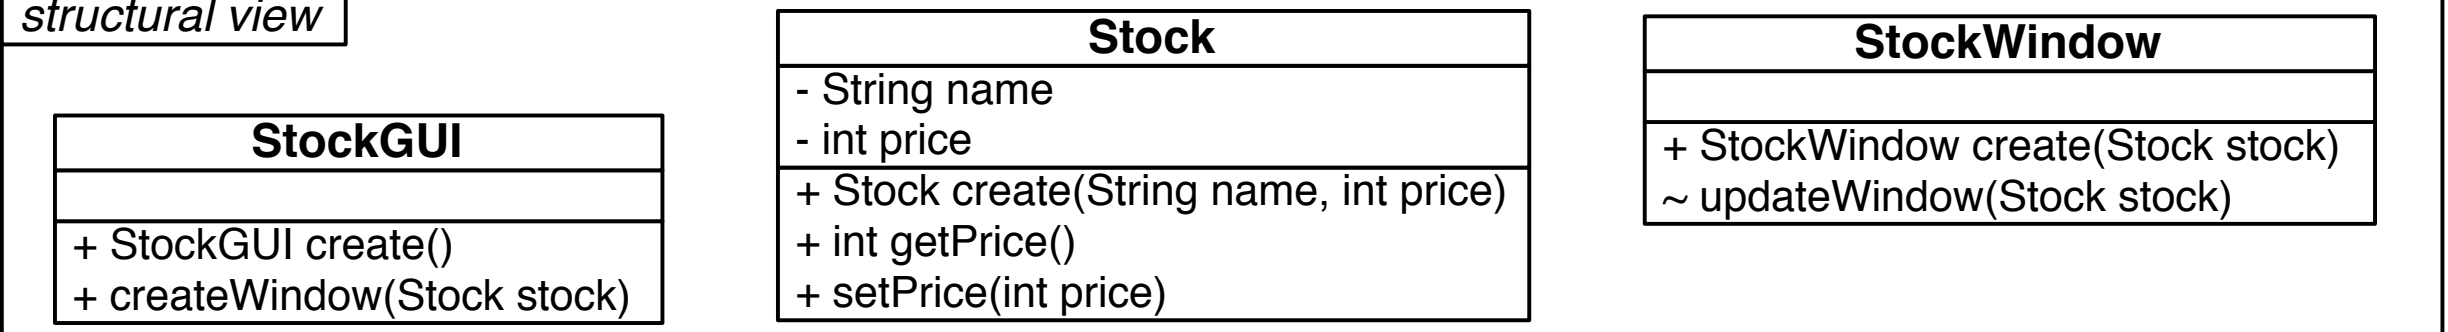 structural view
StockGUI
+ StockGUI create()
+ createWindow(Stock stock)
Stock
- String name
- int price
+ Stock create(String name, int price)
+ int getPrice()
+ setPrice(int price)
StockWindow
+ StockWindow create(Stock stock)
~ updateWindow(Stock stock)